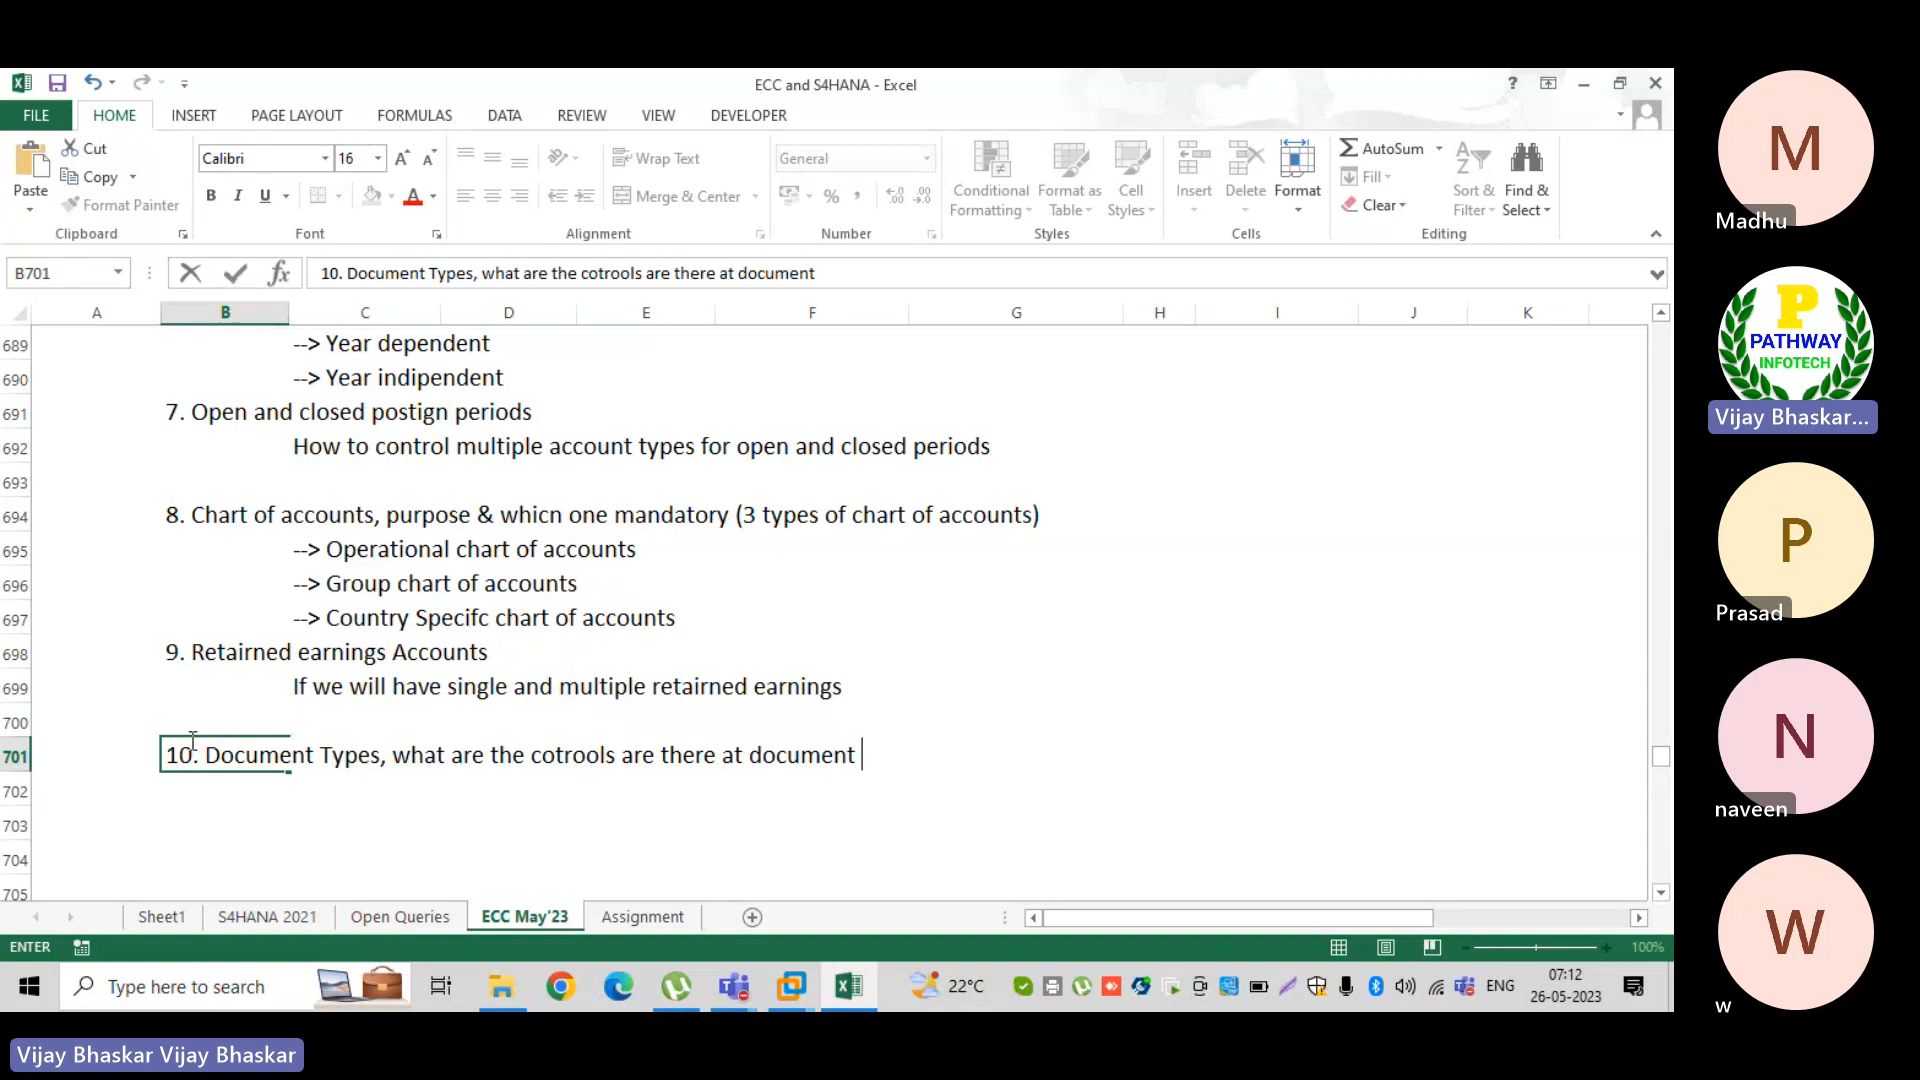 ECC and S4HANA - Excel
FILE HOME INSERT PAGE LAYOUT FORMULAS DATA REVIEW VIEW DEVELOPER
Paste
Cut
Copy
Format Painter
Clipboard
Calibri 16
B I U
Font
Wrap Text
Merge & Center
Alignment
General
Number
Conditional Formatting
Format as Table
Cell Styles
Styles
Insert Delete Format
Cells
AutoSum
Fill
Clear
Sort & Filter
Find & Select
Editing
B701
fx
10. Document Types, what are the cotrools are there at document
A B C D E F G H I J K
689 --> Year dependent
690 --> Year indipendent
691 7. Open and closed postign periods
692 How to control multiple account types for open and closed periods
693
694 8. Chart of accounts, purpose & whicn one mandatory (3 types of chart of accounts)
695 --> Operational chart of accounts
696 --> Group chart of accounts
697 --> Country Specifc chart of accounts
698 9. Retairned earnings Accounts
699 If we will have single and multiple retairned earnings
700
701 10. Document Types, what are the cotrools are there at document
702
703
704
705
Sheet1 S4HANA 2021 Open Queries ECC May'23 Assignment
ENTER
100%
Type here to search
22°C
ENG
07:12
26-05-2023
M
Madhu
P
PATHWAY
INFOTECH
Vijay Bhaskar...
P
Prasad
N
naveen
W
w
Vijay Bhaskar Vijay Bhaskar